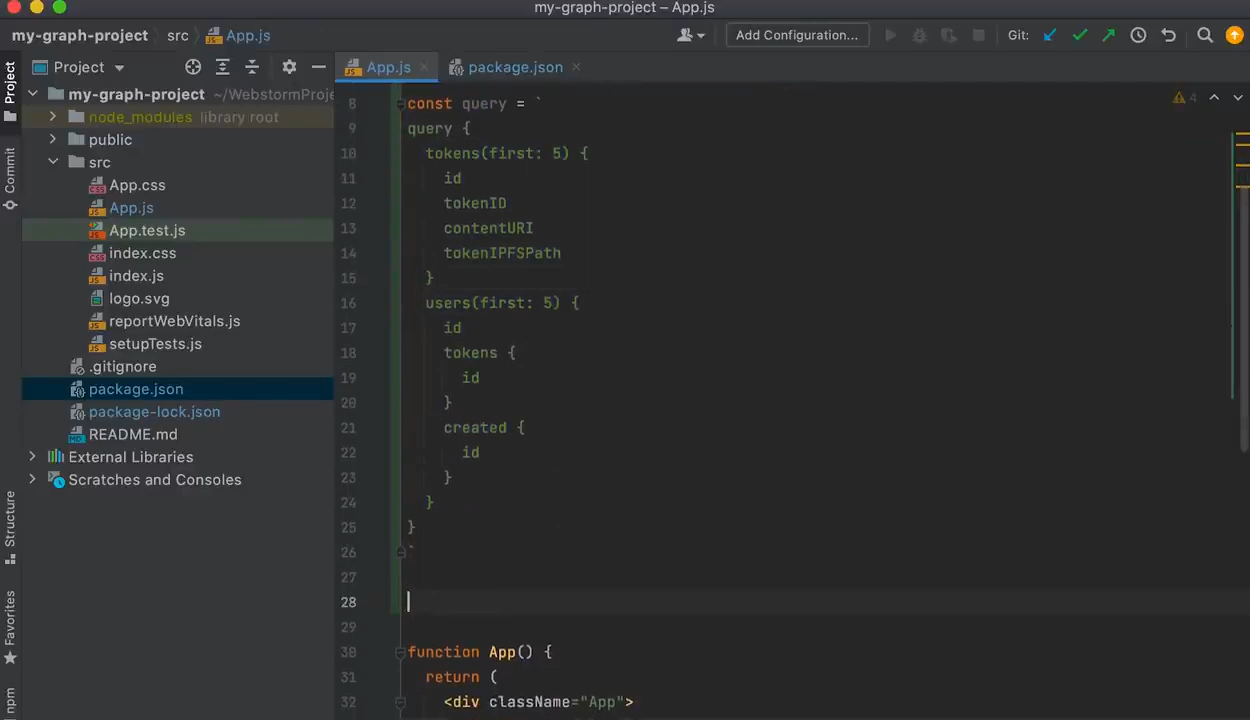 my-graph-project – App.js
my-graph-project src App.js
Add Configuration...
Git:
Project
Project
App.js
package.json
my-graph-project ~/WebstormProje
node_modules library root
public
src
App.css
App.js
App.test.js
index.css
index.js
logo.svg
reportWebVitals.js
setupTests.js
.gitignore
package.json
package-lock.json
README.md
External Libraries
Scratches and Consoles
Commit
Structure
Favorites
npm
4
8 const query = `
9 query {
10 tokens(first: 5) {
11 id
12 tokenID
13 contentURI
14 tokenIPFSPath
15 }
16 users(first: 5) {
17 id
18 tokens {
19 id
20 }
21 created {
22 id
23 }
24 }
25 }
26 `
27
28
29
30 function App() {
31 return (
32 <div className="App">